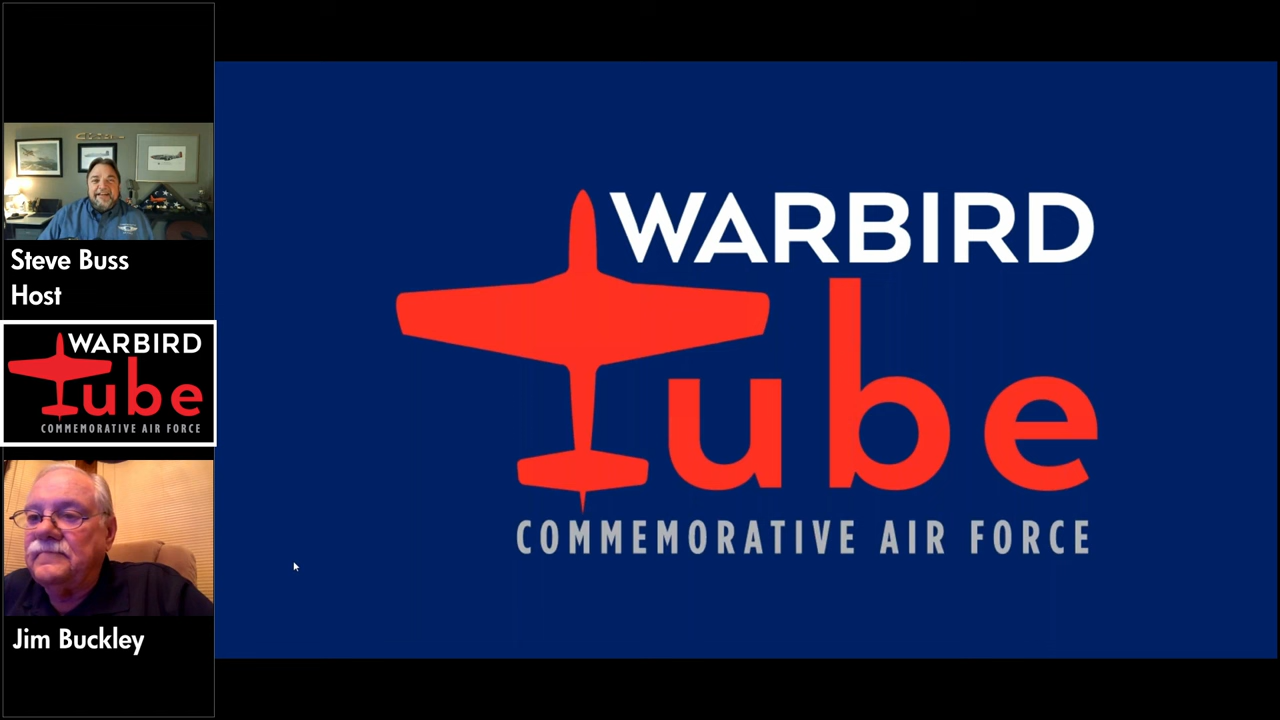 Steve Buss
Host
WARBIRD
Tube
COMMEMORATIVE AIR FORCE
Jim Buckley
WARBIRD
Tube
COMMEMORATIVE AIR FORCE